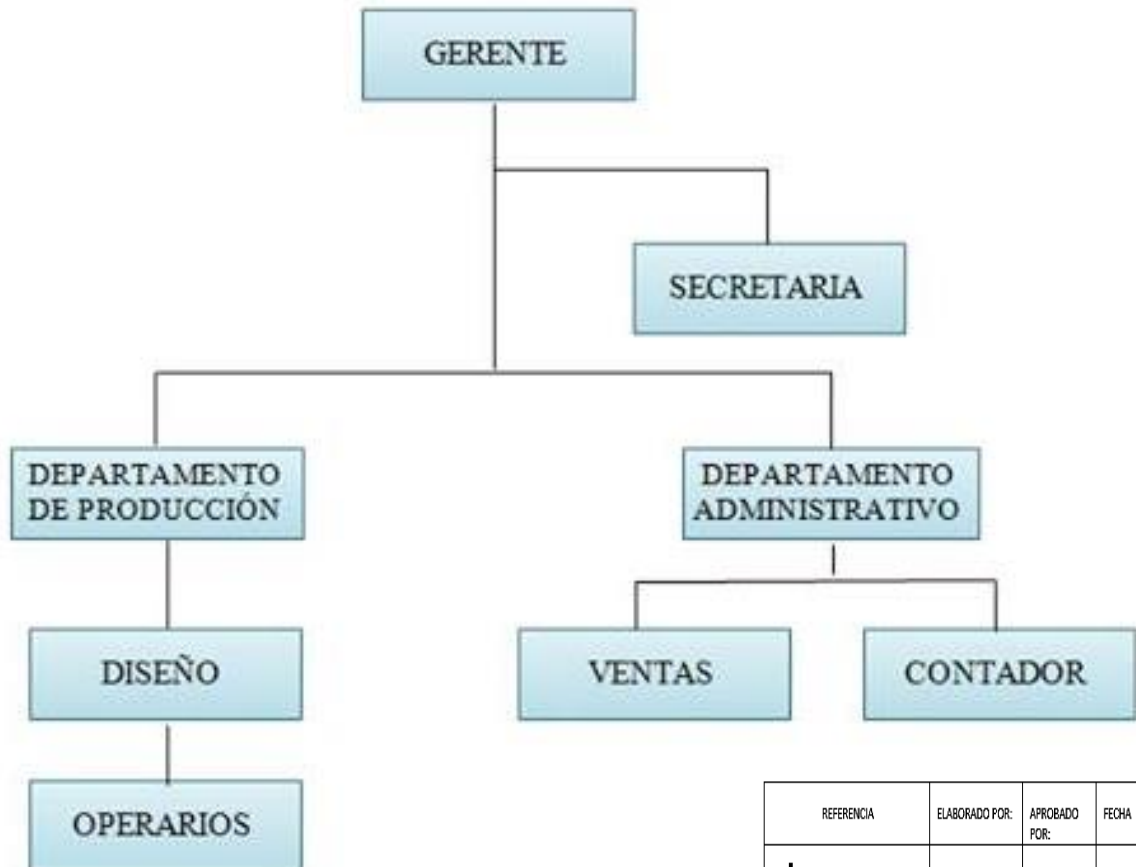 GERENTE
SECRETARIA
DEPARTAMENTO
DE PRODUCCIÓN
DEPARTAMENTO
ADMINISTRATIVO
DISEÑO
VENTAS
CONTADOR
OPERARIOS
REFERENCIA
ELABORADO POR:
APROBADO
POR:
FECHA